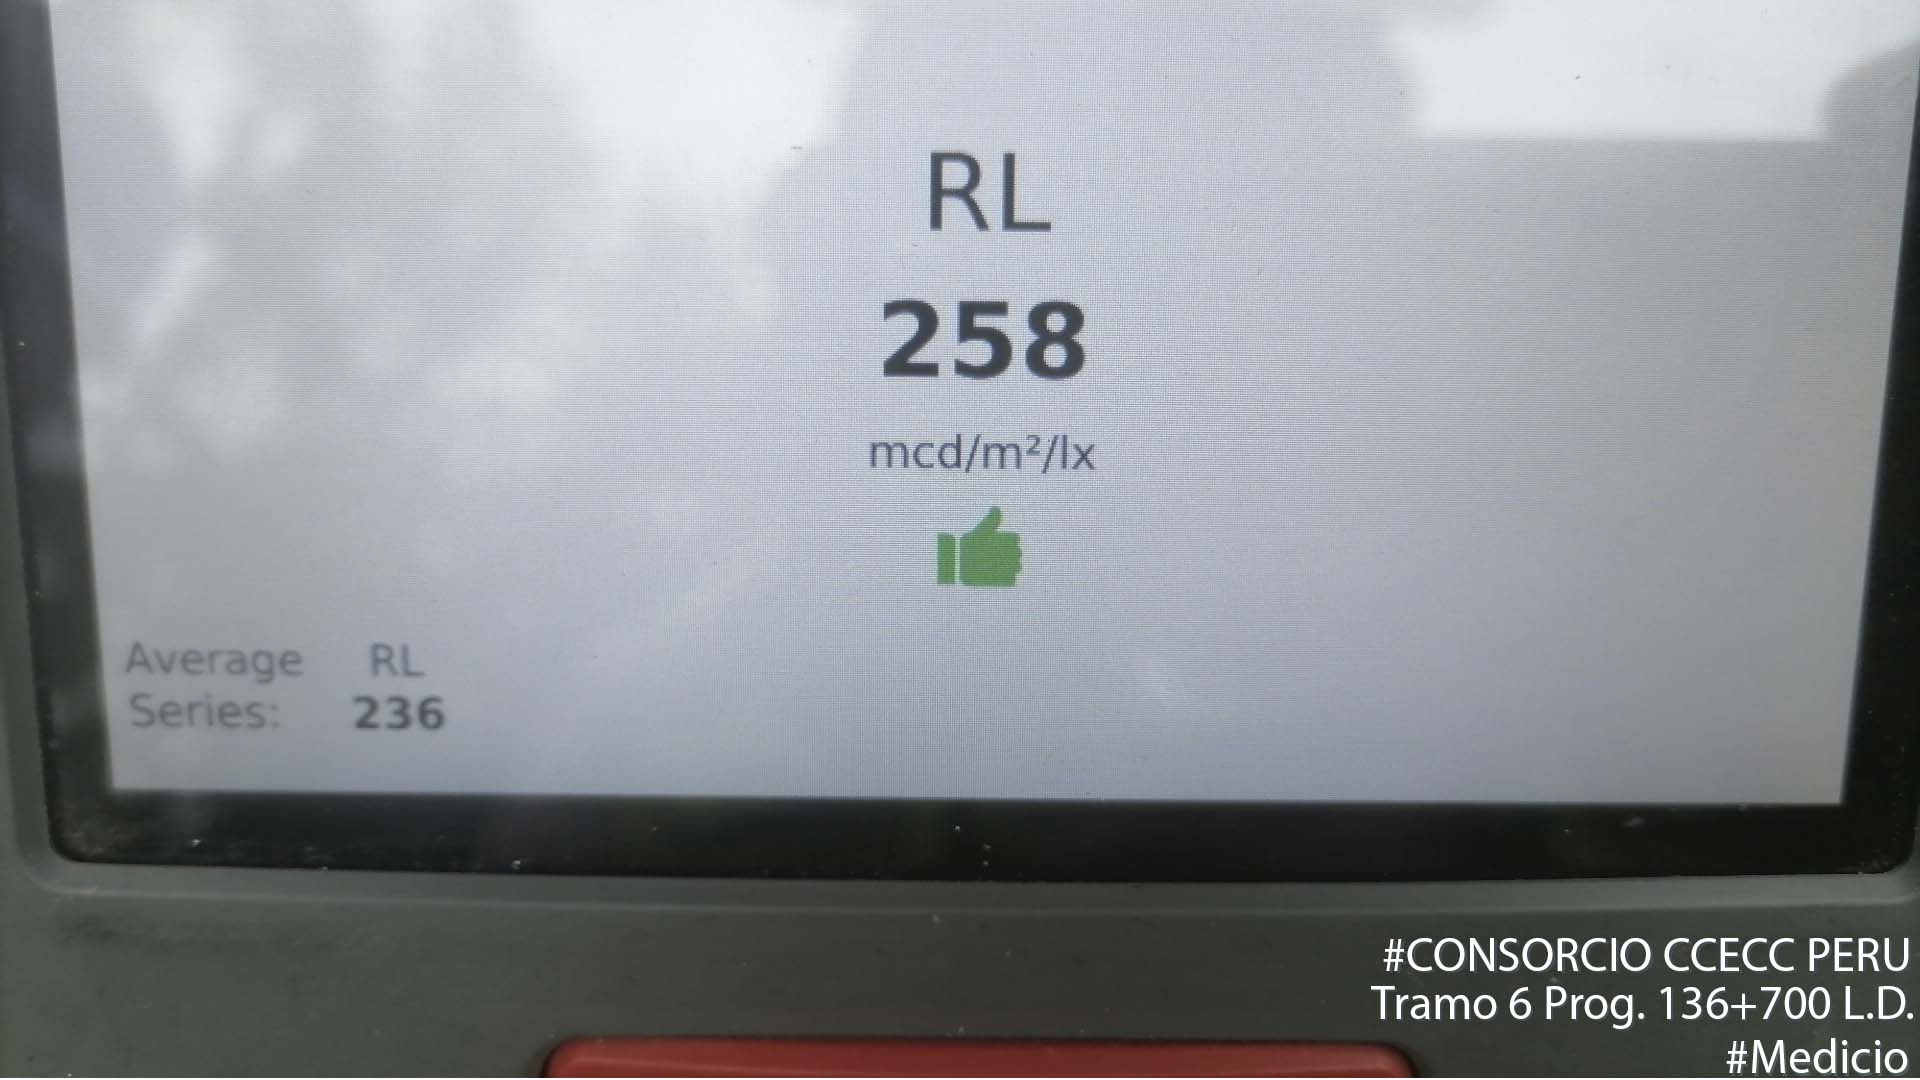 RL
258
mcd/m²/lx
Average RL
Series: 236
#CONSORCIO CCECC PERU
Tramo 6 Prog. 136+700 L.D.
#Medicio